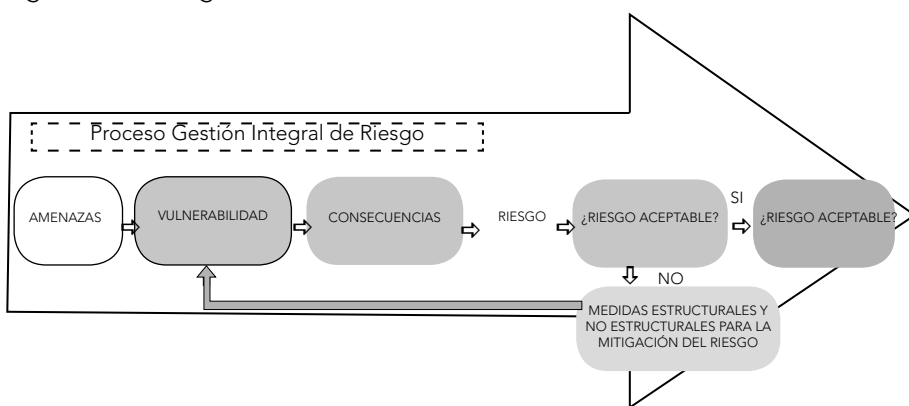 Proceso Gestión Integral de Riesgo
AMENAZAS
VULNERABILIDAD
CONSECUENCIAS
RIESGO
¿RIESGO ACEPTABLE?
SI
¿RIESGO ACEPTABLE?
NO
MEDIDAS ESTRUCTURALES Y
NO ESTRUCTURALES PARA LA
MITIGACIÓN DEL RIESGO